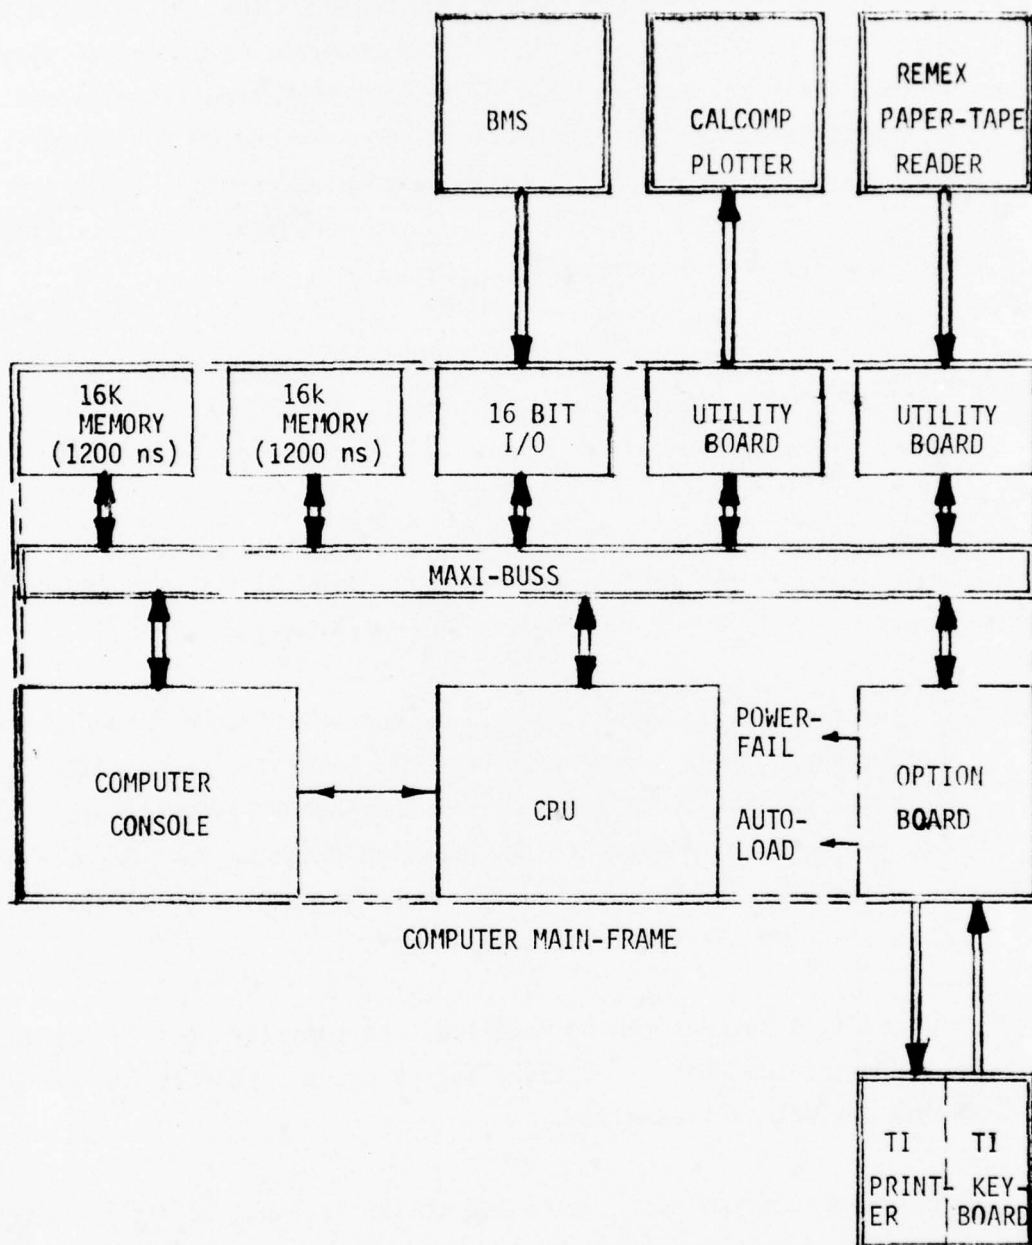 BMS
CALCOMP
PLOTTER
REMEX
PAPER-TAPE
READER
16K
MEMORY
(1200 ns)
16k
MEMORY
(1200 ns)
16 BIT
I/O
UTILITY
BOARD
UTILITY
BOARD
MAXI-BUSS
COMPUTER
CONSOLE
CPU
POWER-
FAIL
AUTO-
LOAD
OPTION
BOARD
COMPUTER MAIN-FRAME
TI
PRINT-
ER
TI
KEY-
BOARD